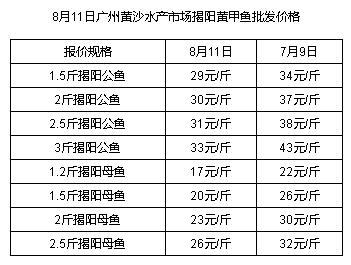 8月11日广州黄沙水产市场揭阳黄甲鱼批发价格
报价规格 8月11日 7月9日
1.5斤揭阳公鱼 29元/斤 34元/斤
2斤揭阳公鱼 30元/斤 37元/斤
2.5斤揭阳公鱼 31元/斤 38元/斤
3斤揭阳公鱼 33元/斤 43元/斤
1.2斤揭阳母鱼 17元/斤 22元/斤
1.5斤揭阳母鱼 20元/斤 26元/斤
2斤揭阳母鱼 23元/斤 30元/斤
2.5斤揭阳母鱼 26元/斤 32元/斤